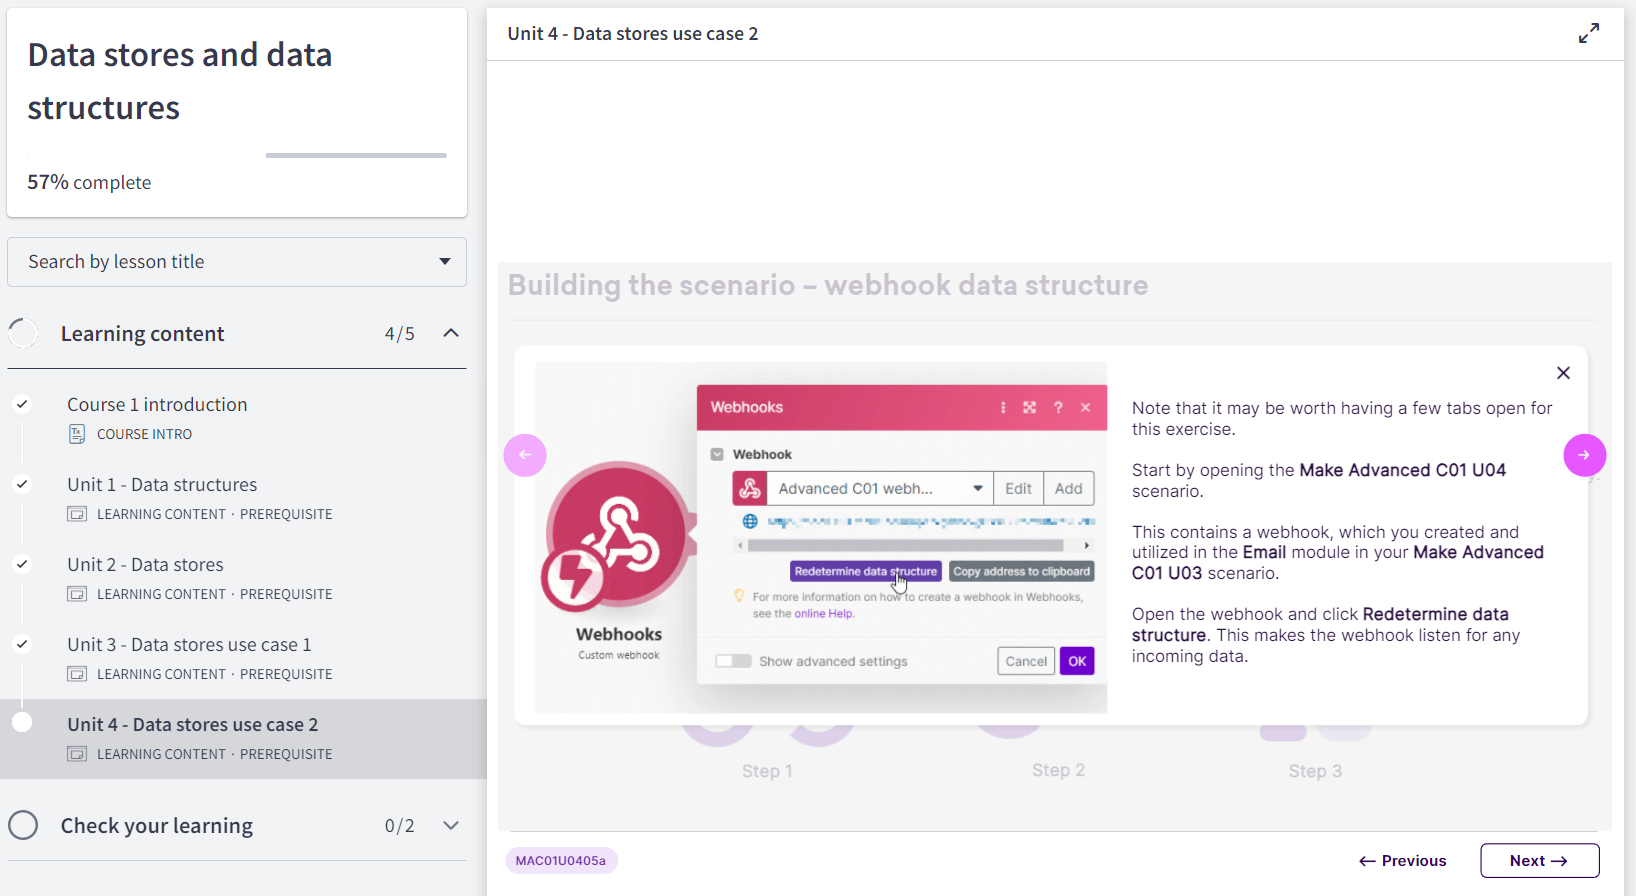 Data stores and data
structures
57% complete
Search by lesson title
Learning content 4/5
Course 1 introduction
COURSE INTRO
Unit 1 - Data structures
LEARNING CONTENT · PREREQUISITE
Unit 2 - Data stores
LEARNING CONTENT · PREREQUISITE
Unit 3 - Data stores use case 1
LEARNING CONTENT · PREREQUISITE
Unit 4 - Data stores use case 2
LEARNING CONTENT · PREREQUISITE
Check your learning 0/2
Unit 4 - Data stores use case 2
Building the scenario – webhook data structure
Webhooks
Webhook
Advanced C01 webh... Edit Add
Redetermine data structure Copy address to clipboard
For more information on how to create a webhook in Webhooks,
see the online Help.
Show advanced settings Cancel OK
Webhooks
Custom webhook
Note that it may be worth having a few tabs open for
this exercise.
Start by opening the Make Advanced C01 U04
scenario.
This contains a webhook, which you created and
utilized in the Email module in your Make Advanced
C01 U03 scenario.
Open the webhook and click Redetermine data
structure. This makes the webhook listen for any
incoming data.
Step 1 Step 2 Step 3
MAC01U0405a
← Previous Next →